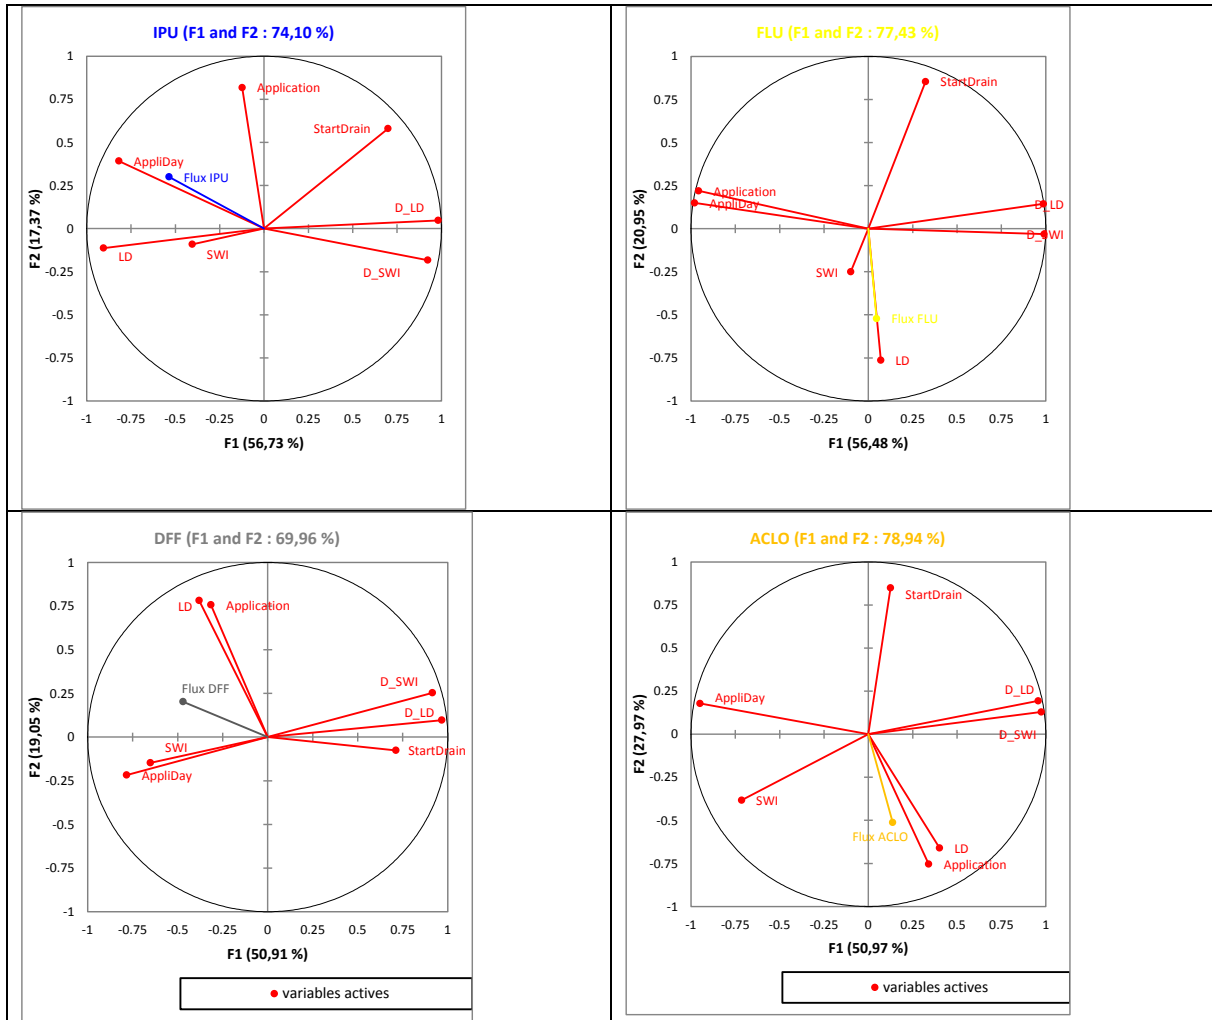 IPU (F1 and F2 : 74,10 %)
1
0.75
0.5
0.25
0
-0.25
-0.5
-0.75
-1
-1 -0.75 -0.5 -0.25 0 0.25 0.5 0.75 1
F2 (17,37 %)
F1 (56,73 %)
Application
StartDrain
AppliDay
Flux IPU
D_LD
LD
SWI
D_SWI
FLU (F1 and F2 : 77,43 %)
1
0.75
0.5
0.25
0
-0.25
-0.5
-0.75
-1
-1 -0.75 -0.5 -0.25 0 0.25 0.5 0.75 1
F2 (20,95 %)
F1 (56,48 %)
StartDrain
Application
AppliDay
D_LD
D_SWI
SWI
Flux FLU
LD
DFF (F1 and F2 : 69,96 %)
1
0.75
0.5
0.25
0
-0.25
-0.5
-0.75
-1
-1 -0.75 -0.5 -0.25 0 0.25 0.5 0.75 1
F2 (19,05 %)
F1 (50,91 %)
LD
Application
Flux DFF
D_SWI
D_LD
SWI
StartDrain
AppliDay
variables actives
ACLO (F1 and F2 : 78,94 %)
1
0.75
0.5
0.25
0
-0.25
-0.5
-0.75
-1
-1 -0.75 -0.5 -0.25 0 0.25 0.5 0.75 1
F2 (27,97 %)
F1 (50,97 %)
StartDrain
AppliDay
D_LD
D_SWI
SWI
Flux ACLO
LD
Application
variables actives